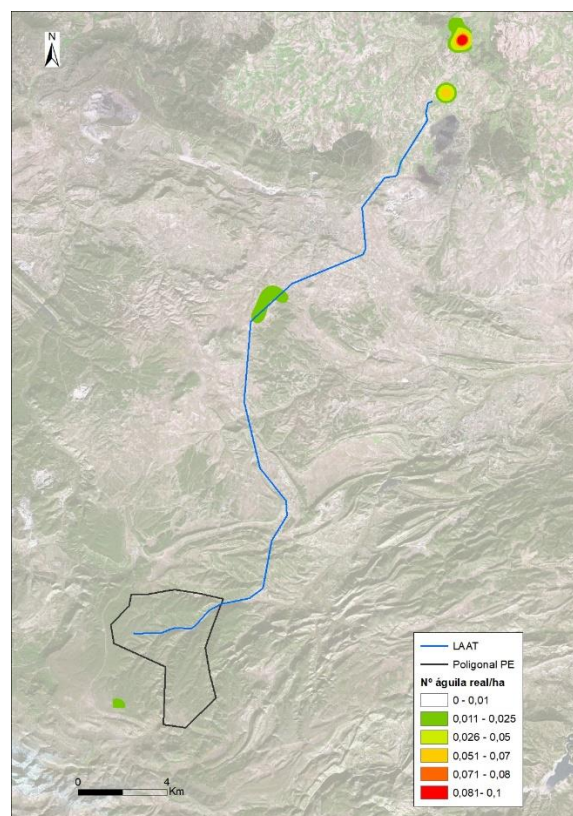 N
LAAT
Poligonal PE
Nº águila real/ha
0 - 0,01
0,011 - 0,025
0,026 - 0,05
0,051 - 0,07
0,071 - 0,08
0,081- 0,1
0 4
Km